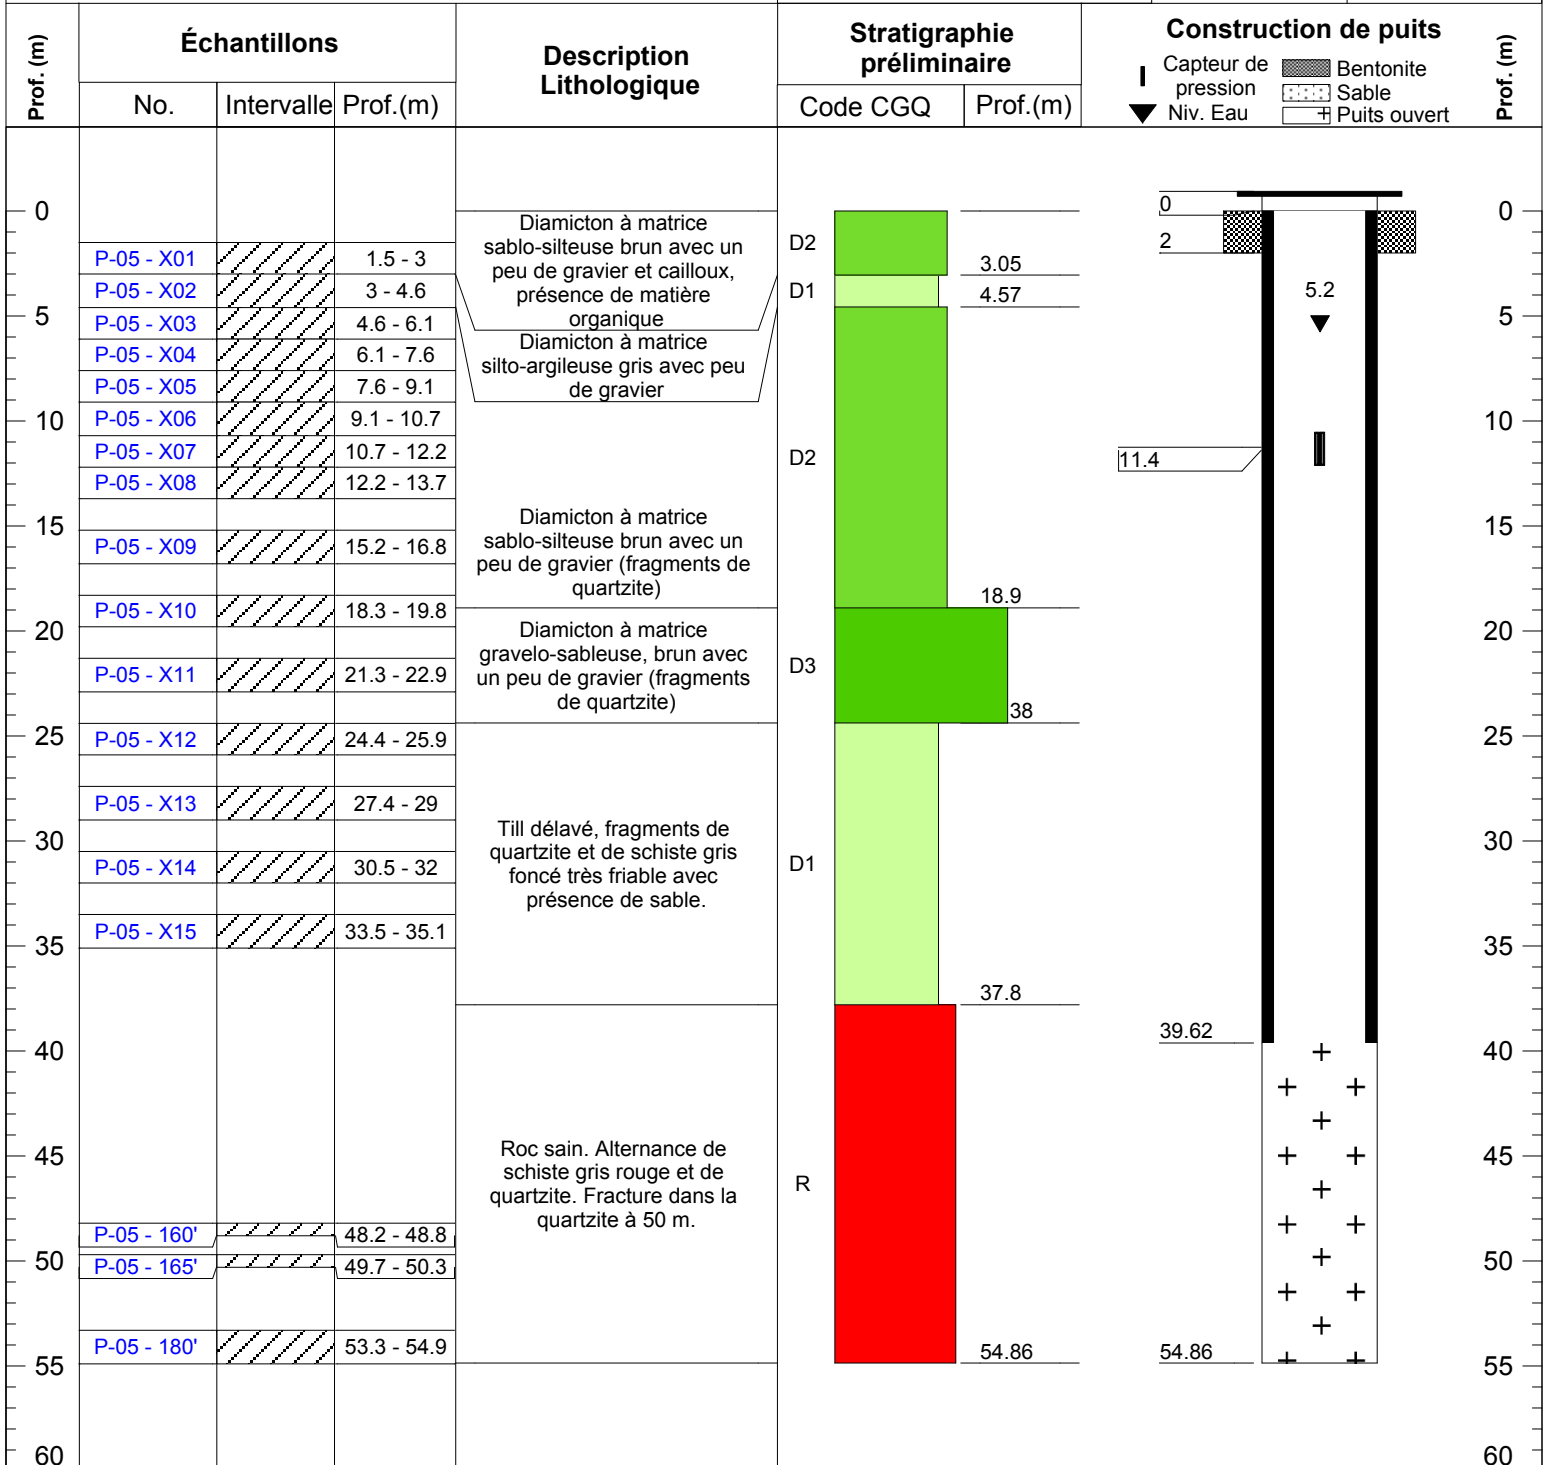 Prof. (m)
Échantillons
No.
Intervalle
Prof.(m)
Description
Lithologique
Stratigraphie
préliminaire
Code CGQ
Prof.(m)
Construction de puits
Capteur de
pression
Niv. Eau
Bentonite
Sable
Puits ouvert
Prof. (m)
0
5
10
15
20
25
30
35
40
45
50
55
60
P-05 - X01 1.5 - 3
P-05 - X02 3 - 4.6
P-05 - X03 4.6 - 6.1
P-05 - X04 6.1 - 7.6
P-05 - X05 7.6 - 9.1
P-05 - X06 9.1 - 10.7
P-05 - X07 10.7 - 12.2
P-05 - X08 12.2 - 13.7
P-05 - X09 15.2 - 16.8
P-05 - X10 18.3 - 19.8
P-05 - X11 21.3 - 22.9
P-05 - X12 24.4 - 25.9
P-05 - X13 27.4 - 29
P-05 - X14 30.5 - 32
P-05 - X15 33.5 - 35.1
P-05 - 160' 48.2 - 48.8
P-05 - 165' 49.7 - 50.3
P-05 - 180' 53.3 - 54.9
Diamicton à matrice
sablo-silteuse brun avec un
peu de gravier et cailloux,
présence de matière
organique
Diamicton à matrice
silto-argileuse gris avec peu
de gravier
Diamicton à matrice
sablo-silteuse brun avec un
peu de gravier (fragments de
quartzite)
Diamicton à matrice
gravelo-sableuse, brun avec
un peu de gravier (fragments
de quartzite)
Till délavé, fragments de
quartzite et de schiste gris
foncé très friable avec
présence de sable.
Roc sain. Alternance de
schiste gris rouge et de
quartzite. Fracture dans la
quartzite à 50 m.
D2
3.05
D1
4.57
D2
18.9
D3
38
D1
37.8
R
54.86
0
2
5.2
11.4
39.62
54.86
0
5
10
15
20
25
30
35
40
45
50
55
60